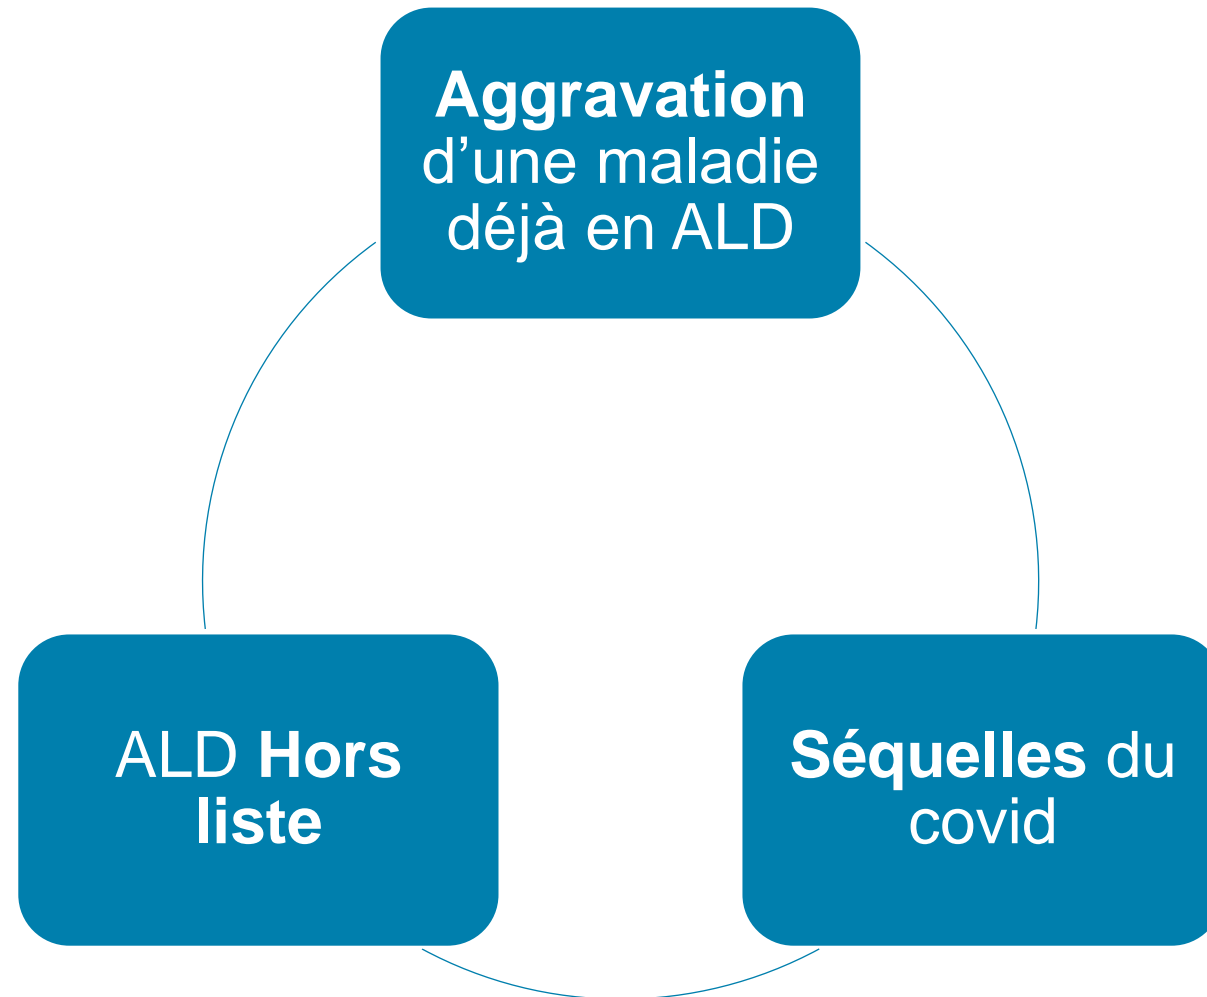 Aggravation
d’une maladie
déjà en ALD
ALD Hors
liste
Séquelles du
covid